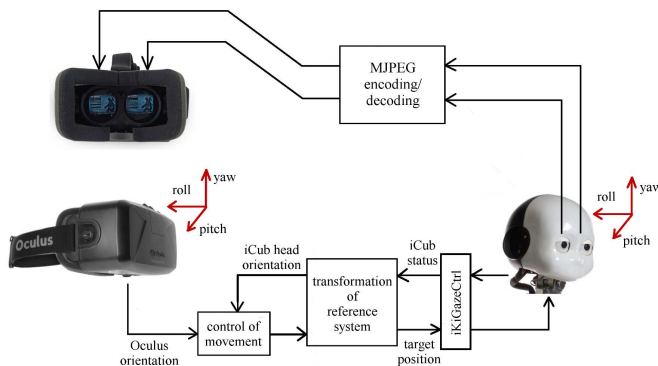 MJPEG
encoding/
decoding
yaw
roll
pitch
Oculus
yaw
roll
pitch
iCub head
orientation
iCub
status
transformation
of
reference
system
iKiGazeCtrl
control of
movement
Oculus
orientation
target
position